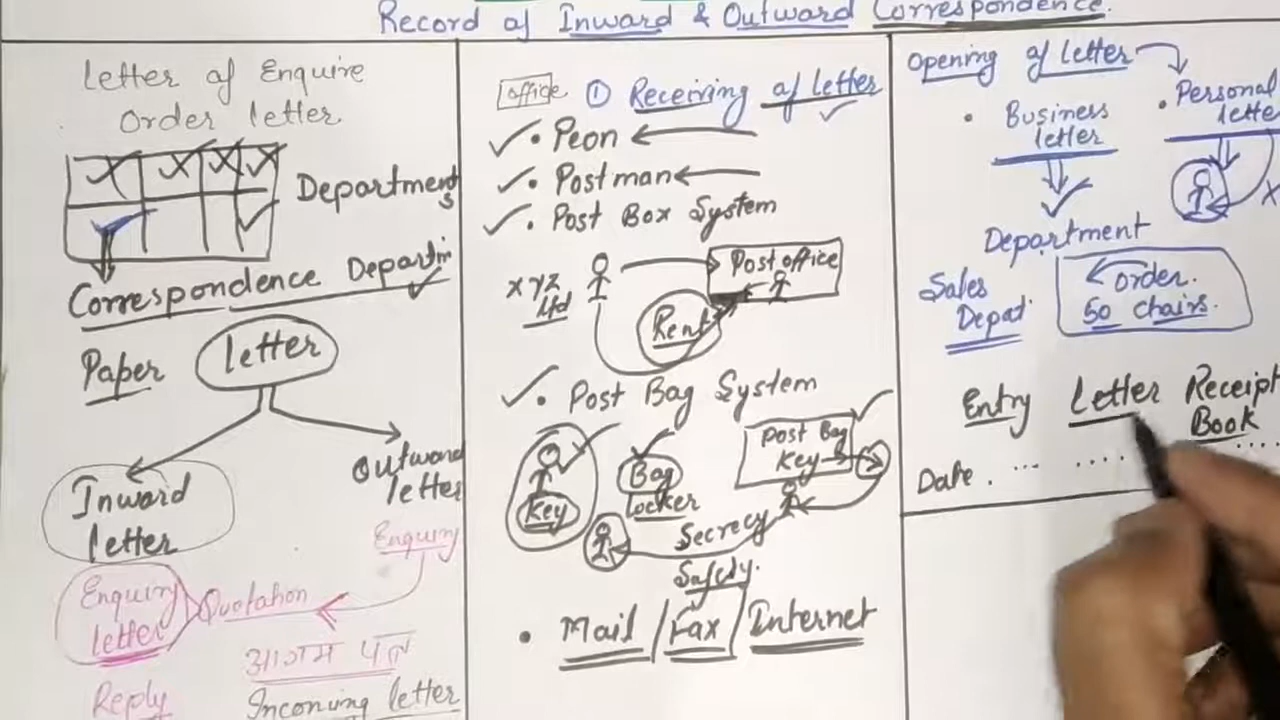 Record of Inward & Outward Correspondence.
Letter of Enquire
Order letter
Departments
Correspondence Departm
Paper
letter
Inward
letter
Outward
letter
Enquiry
Enquiry
letter
Quotation
आगम पत्र
Reply
Incoming letter
office ① Receiving of letter
• Peon
• Postman
• Post Box System
xyz
ltd
Post office
Rent
• Post Bag System
Key
Bag
locker
Post Bag
Key
Secrecy
Safety.
• Mail / Fax / Internet
Opening of letter
• Business
letter
• Personal
letter
Department
Sales
Depat.
order.
50 chairs.
Entry Letter Receipt
Book
Date. ... ....